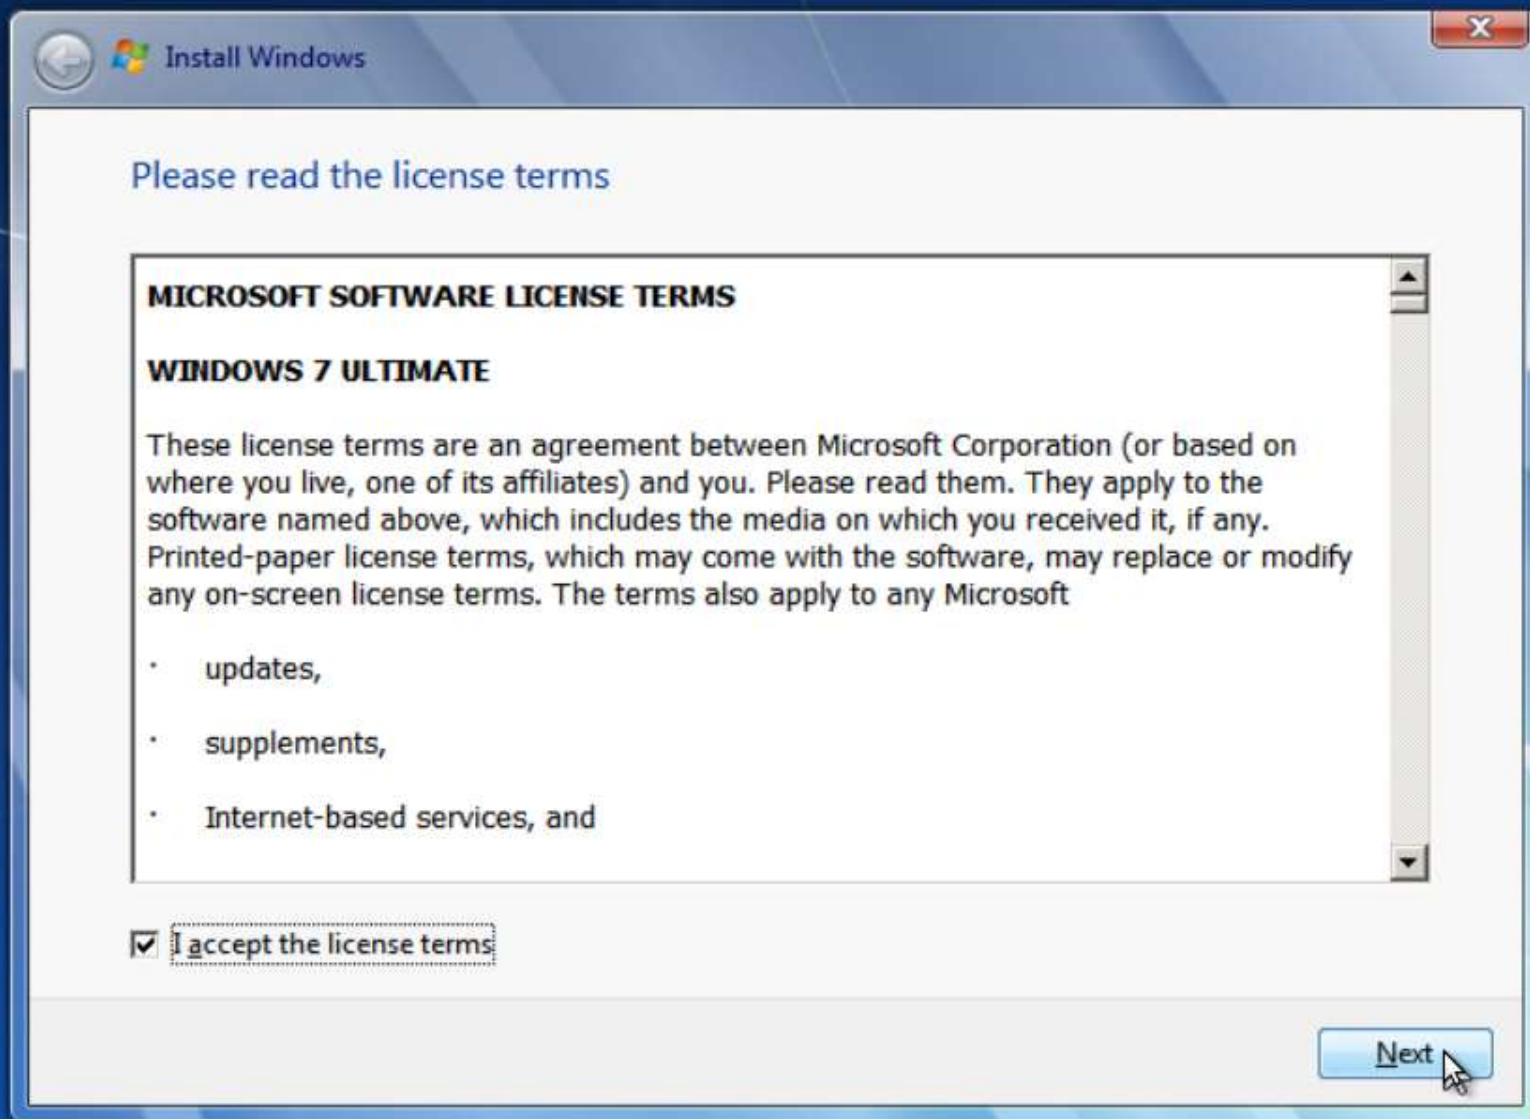 Install Windows
Please read the license terms
MICROSOFT SOFTWARE LICENSE TERMS
WINDOWS 7 ULTIMATE
These license terms are an agreement between Microsoft Corporation (or based on
where you live, one of its affiliates) and you. Please read them. They apply to the
software named above, which includes the media on which you received it, if any.
Printed-paper license terms, which may come with the software, may replace or modify
any on-screen license terms. The terms also apply to any Microsoft
· updates,
· supplements,
· Internet-based services, and
I accept the license terms
Next